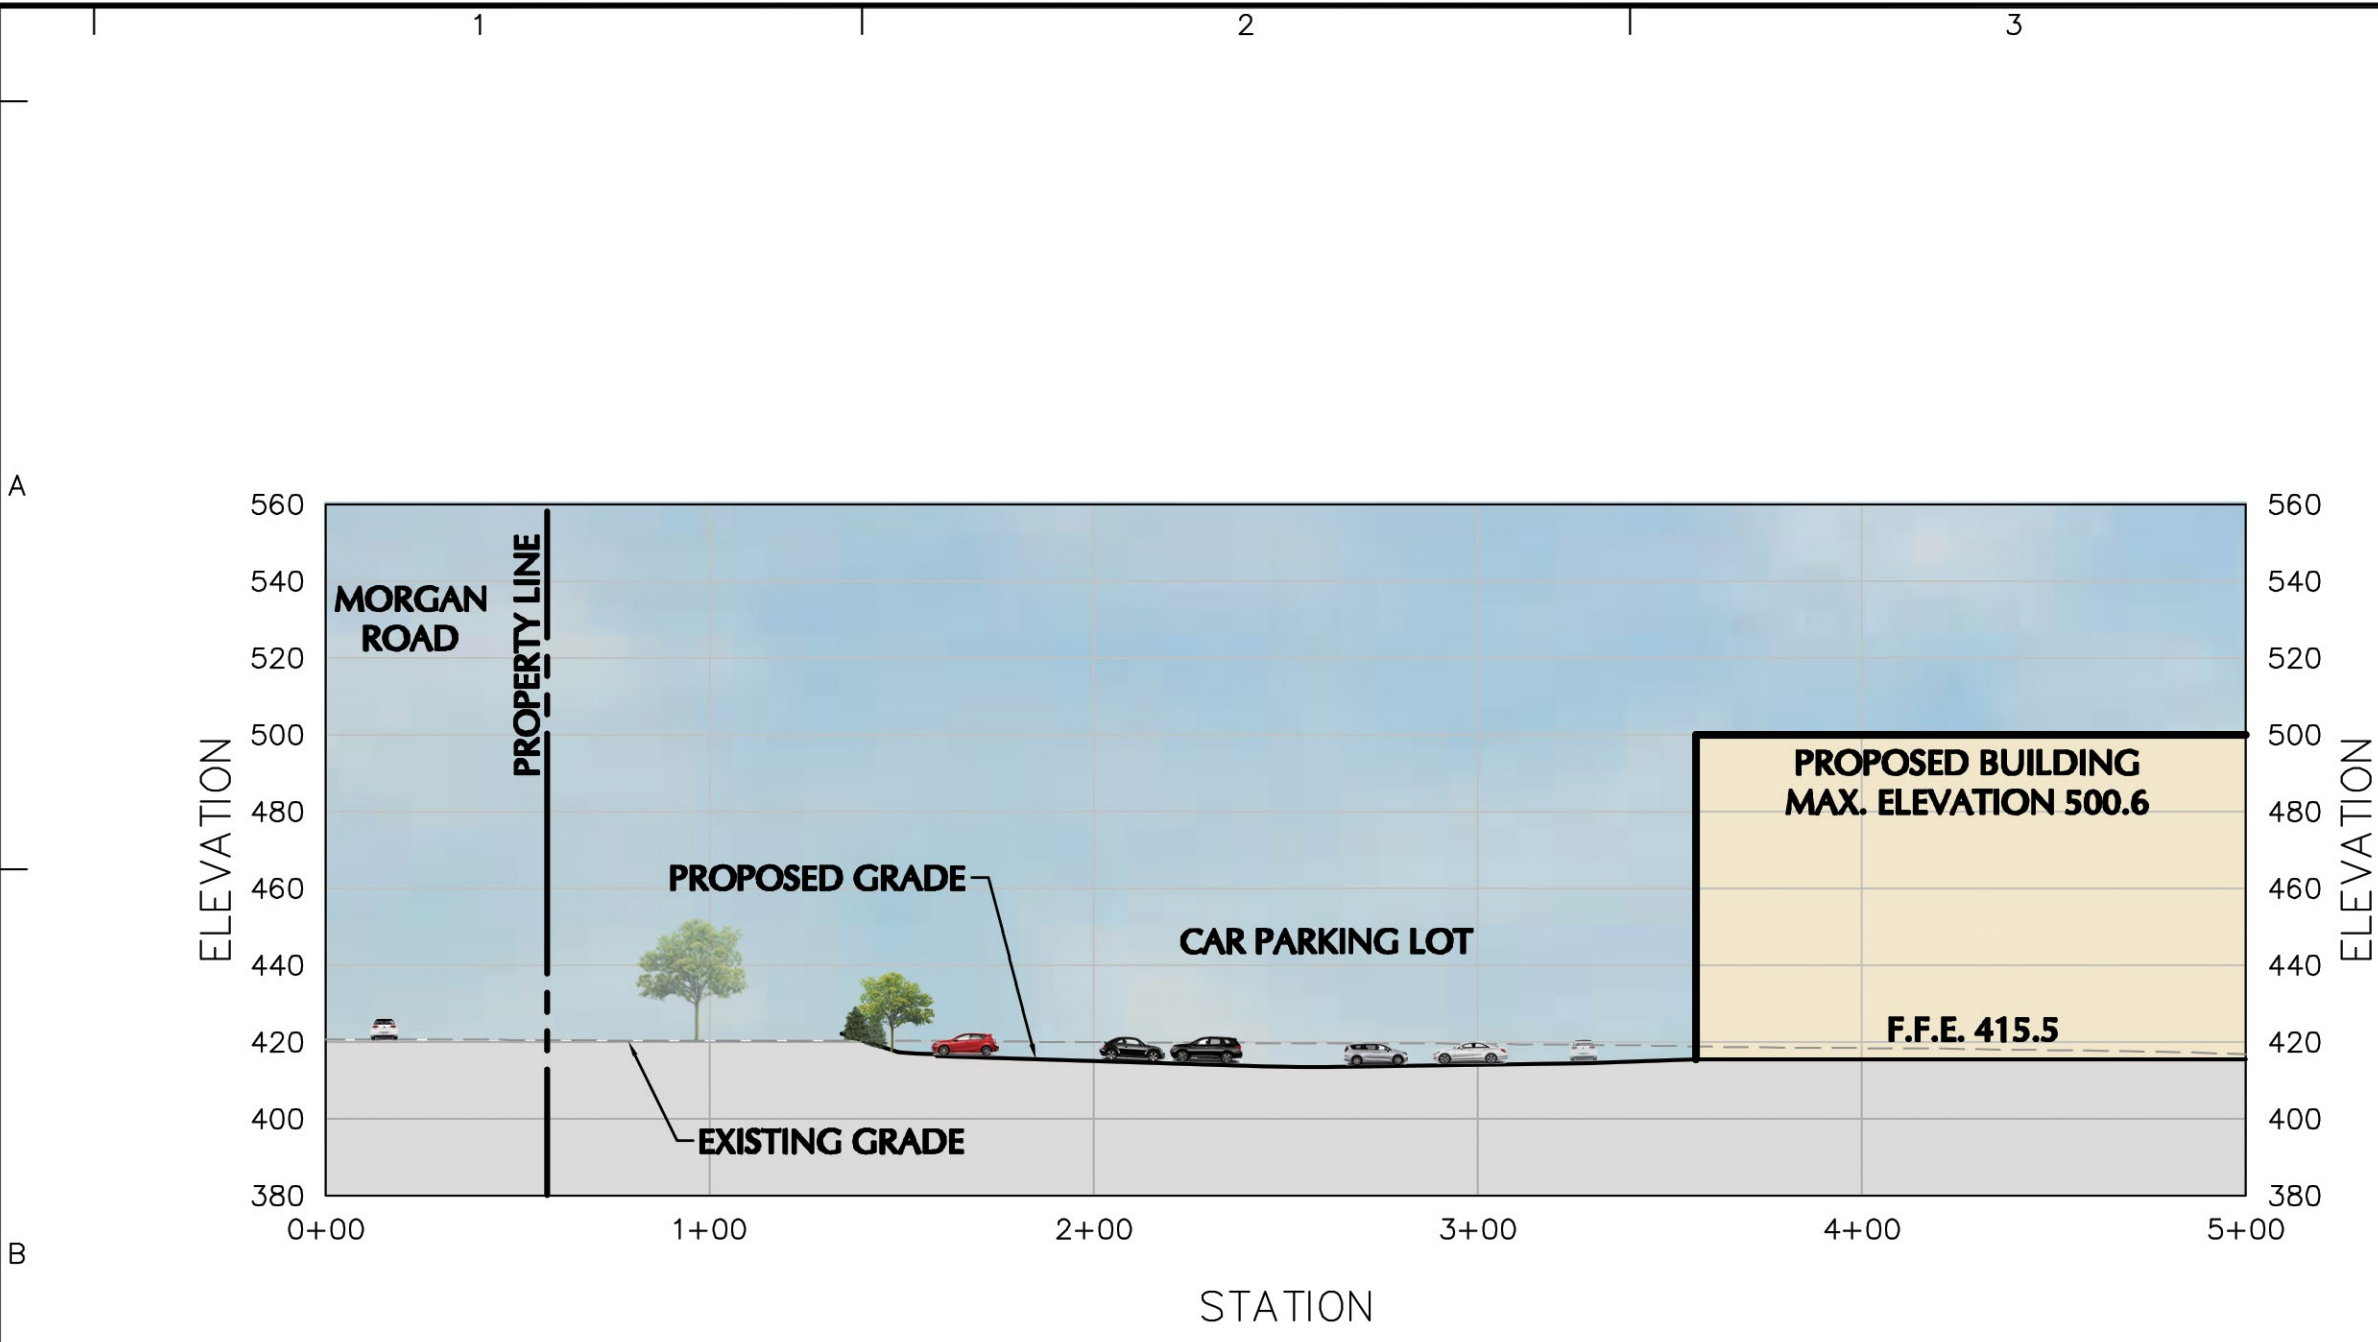 1
2
3
A
B
560
540
520
500
480
460
440
420
400
380
ELEVATION
MORGAN
ROAD
PROPERTY LINE
PROPOSED GRADE
EXISTING GRADE
CAR PARKING LOT
PROPOSED BUILDING
MAX. ELEVATION 500.6
F.F.E. 415.5
560
540
520
500
480
460
440
420
400
380
ELEVATION
0+00
1+00
2+00
3+00
4+00
5+00
STATION